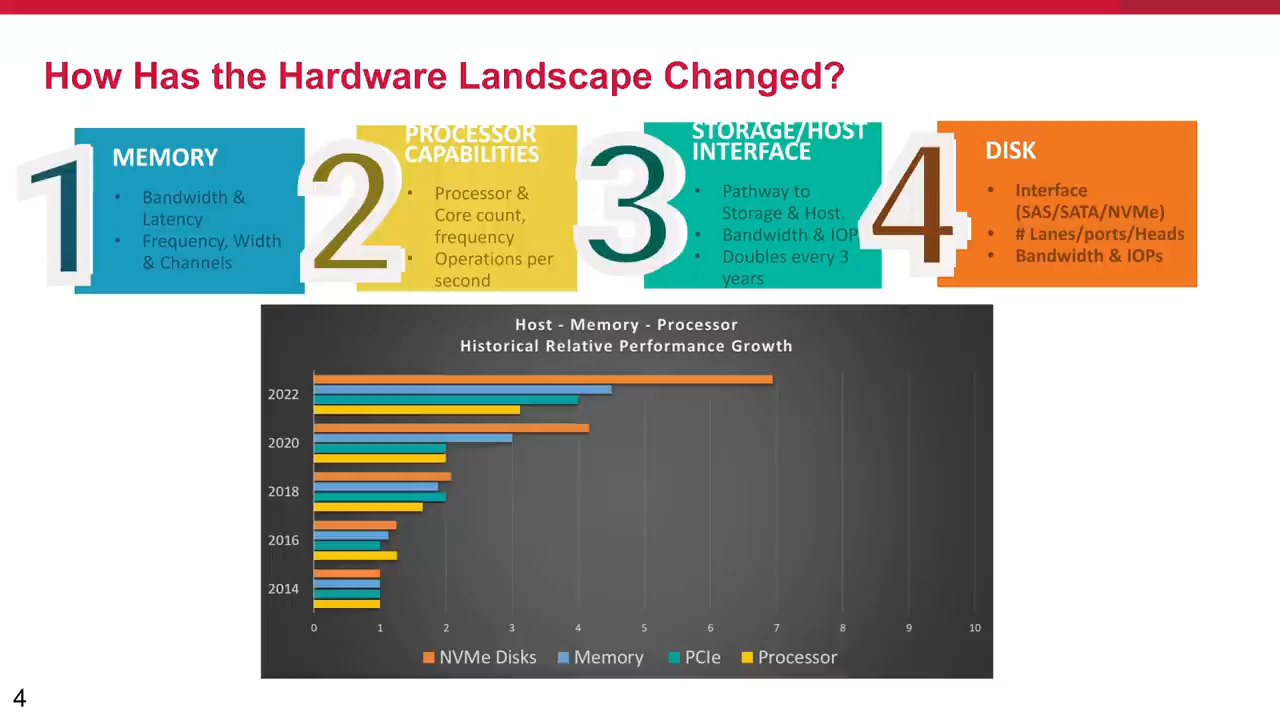 How Has the Hardware Landscape Changed?
1
MEMORY
• Bandwidth &
Latency
• Frequency, Width
& Channels
2
PROCESSOR
CAPABILITIES
• Processor &
Core count,
frequency
• Operations per
second
3
STORAGE/HOST
INTERFACE
• Pathway to
Storage & Host.
• Bandwidth & IOP
• Doubles every 3
years
4
DISK
• Interface
(SAS/SATA/NVMe)
• # Lanes/ports/Heads
• Bandwidth & IOPs
Host - Memory - Processor
Historical Relative Performance Growth
2022
2020
2018
2016
2014
0 1 2 3 4 5 6 7 8 9 10
NVMe Disks Memory PCIe Processor
4